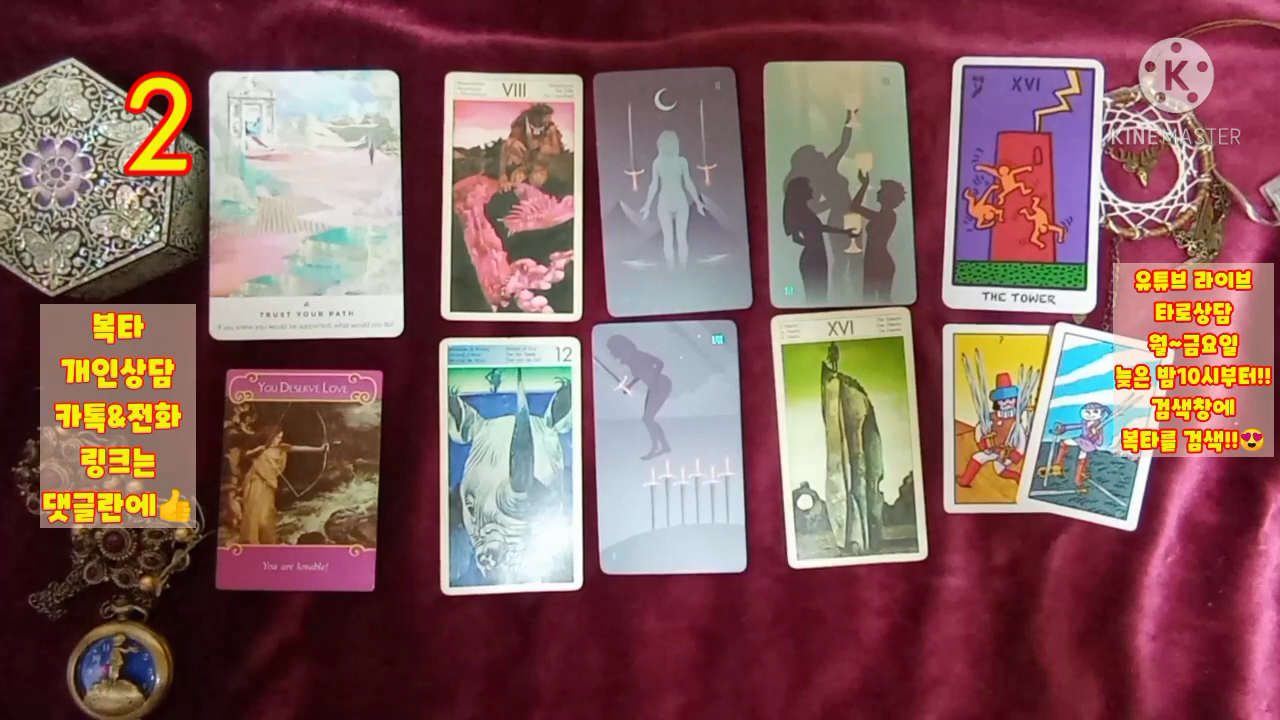 2
TRUST YOUR PATH
If you knew you would be supported, what would you do?
YOU DESERVE LOVE
You are lovable!
VIII
12
II
VII
III
XVI
XVI
THE TOWER
7
K
KINEMASTER
복타
개인상담
카톡&전화
링크는
댓글란에👍
유튜브 라이브
타로상담
월~금요일
늦은 밤10시부터!!
검색창에
복타를 검색!!😍